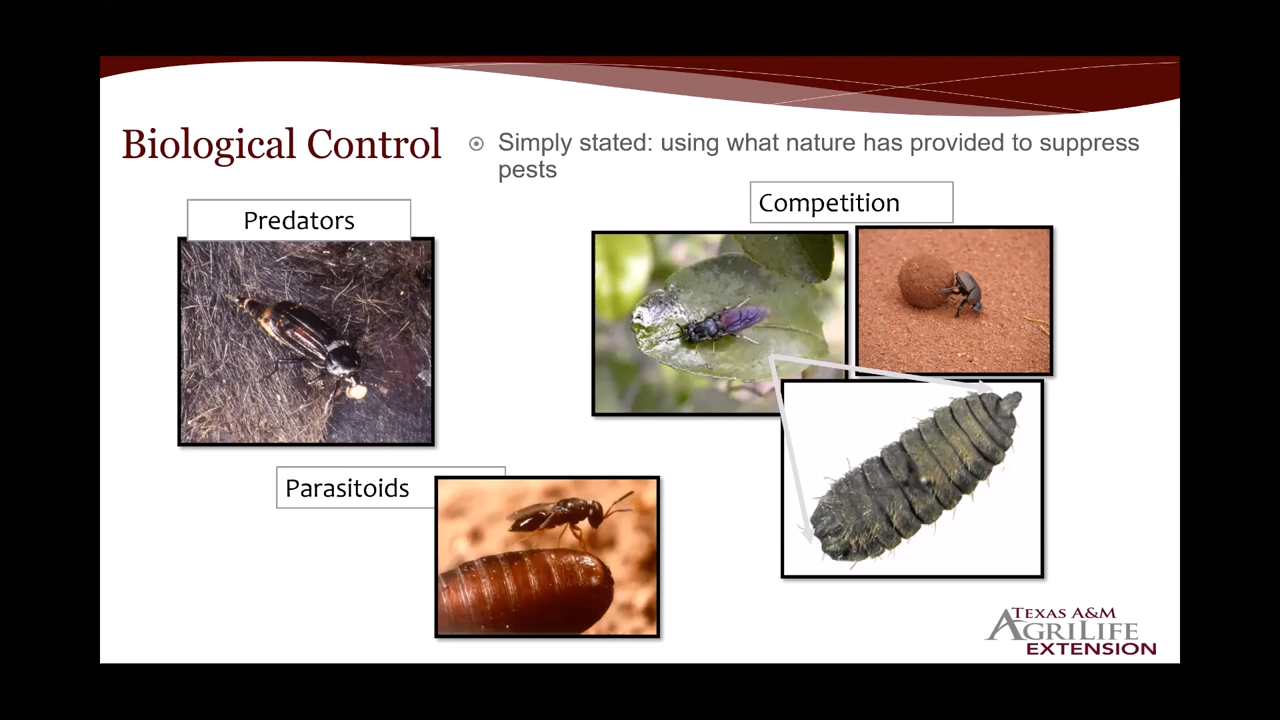 Biological Control
Simply stated: using what nature has provided to suppress
pests
Predators
Competition
Parasitoids
TEXAS A&M
AGRILIFE
EXTENSION